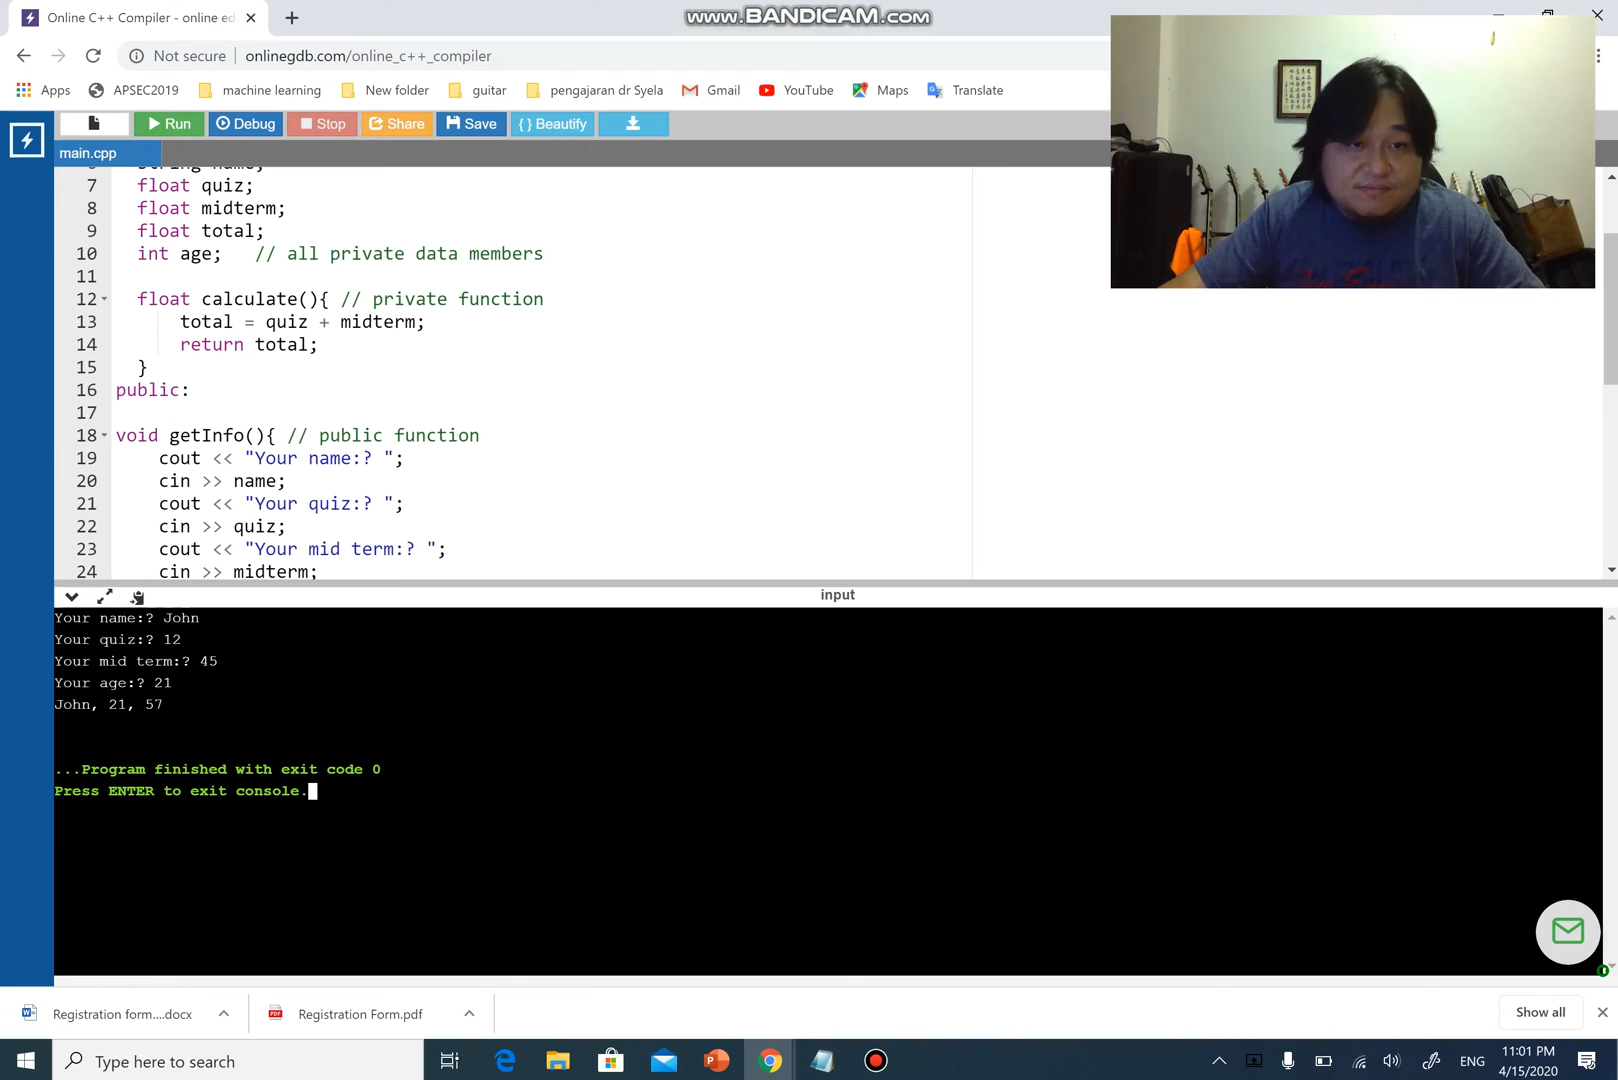 Online C++ Compiler - online ed
www.BANDICAM.com
Not secure
onlinegdb.com/online_c++_compiler
Apps
APSEC2019
machine learning
New folder
guitar
pengajaran dr Syela
Gmail
YouTube
Maps
Translate
Run
Debug
Stop
Share
Save
{ } Beautify
main.cpp
6 string name;
7 float quiz;
8 float midterm;
9 float total;
10 int age; // all private data members
11
12 float calculate(){ // private function
13 total = quiz + midterm;
14 return total;
15 }
16 public:
17
18 void getInfo(){ // public function
19 cout << "Your name:? ";
20 cin >> name;
21 cout << "Your quiz:? ";
22 cin >> quiz;
23 cout << "Your mid term:? ";
24 cin >> midterm;
input
Your name:? John
Your quiz:? 12
Your mid term:? 45
Your age:? 21
John, 21, 57
...Program finished with exit code 0
Press ENTER to exit console.
Registration form....docx
Registration Form.pdf
Show all
Type here to search
ENG
11:01 PM
4/15/2020